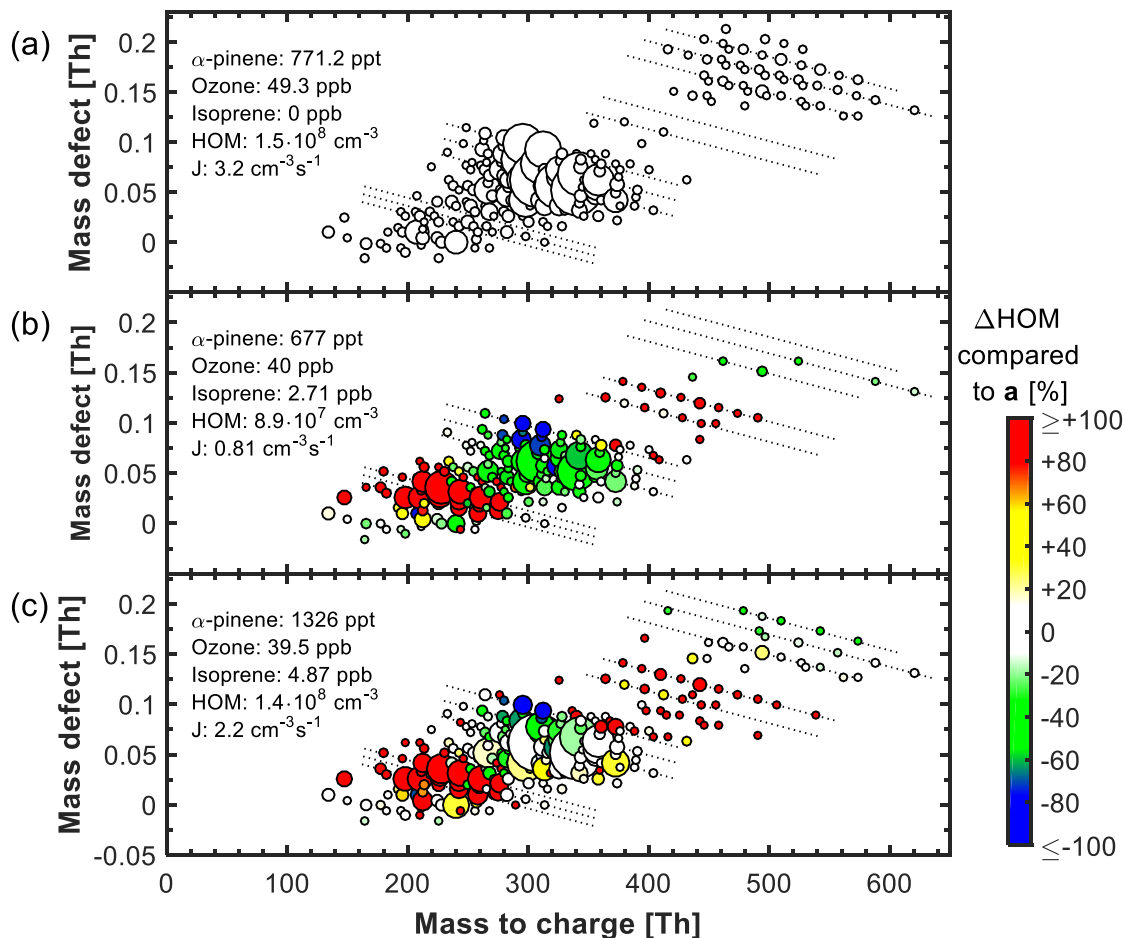 (a)
Mass defect [Th]
0.2
0.15
0.1
0.05
0
α-pinene: 771.2 ppt
Ozone: 49.3 ppb
Isoprene: 0 ppb
HOM: 1.5·10⁸ cm⁻³
J: 3.2 cm⁻³s⁻¹
(b)
Mass defect [Th]
0.2
0.15
0.1
0.05
0
α-pinene: 677 ppt
Ozone: 40 ppb
Isoprene: 2.71 ppb
HOM: 8.9·10⁷ cm⁻³
J: 0.81 cm⁻³s⁻¹
(c)
Mass defect [Th]
0.2
0.15
0.1
0.05
0
-0.05
α-pinene: 1326 ppt
Ozone: 39.5 ppb
Isoprene: 4.87 ppb
HOM: 1.4·10⁸ cm⁻³
J: 2.2 cm⁻³s⁻¹
0 100 200 300 400 500 600
Mass to charge [Th]
ΔHOM
compared
to a [%]
≥+100
+80
+60
+40
+20
0
-20
-40
-60
-80
≤-100